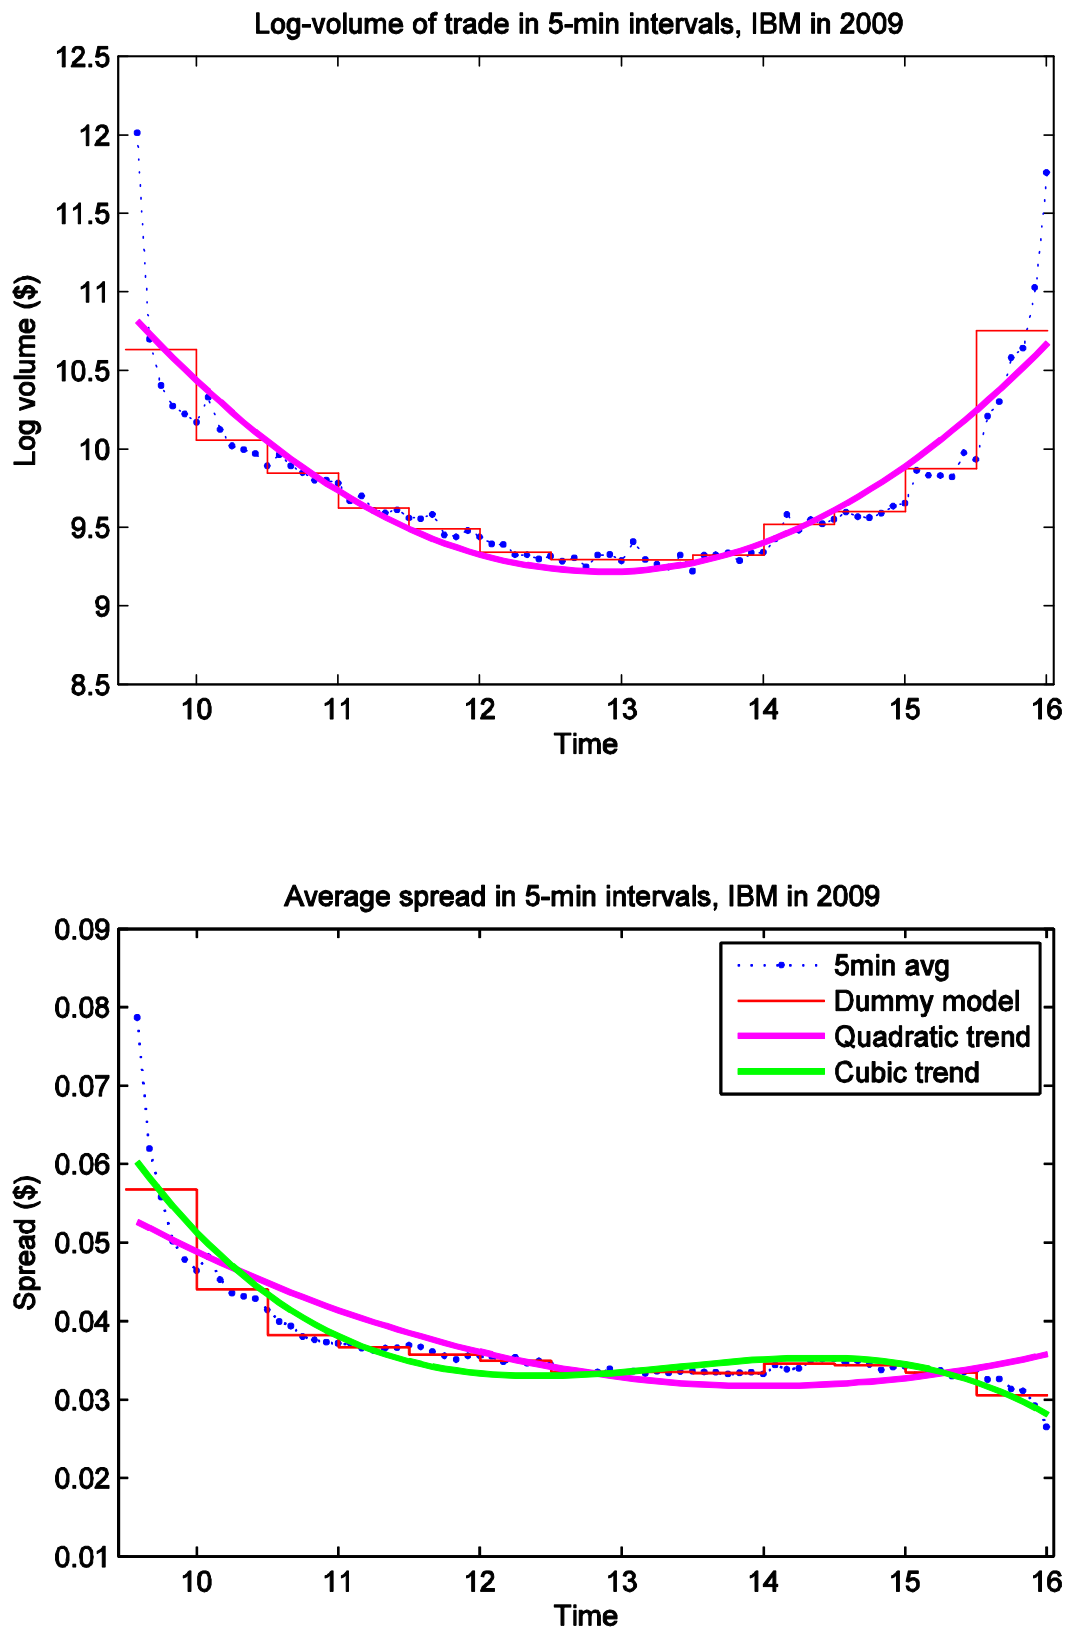 Log-volume of trade in 5-min intervals, IBM in 2009
12.5
12
11.5
11
10.5
10
9.5
9
8.5
Log volume ($)
10 11 12 13 14 15 16
Time
Average spread in 5-min intervals, IBM in 2009
0.09
0.08
0.07
0.06
0.05
0.04
0.03
0.02
0.01
Spread ($)
5min avg
Dummy model
Quadratic trend
Cubic trend
10 11 12 13 14 15 16
Time